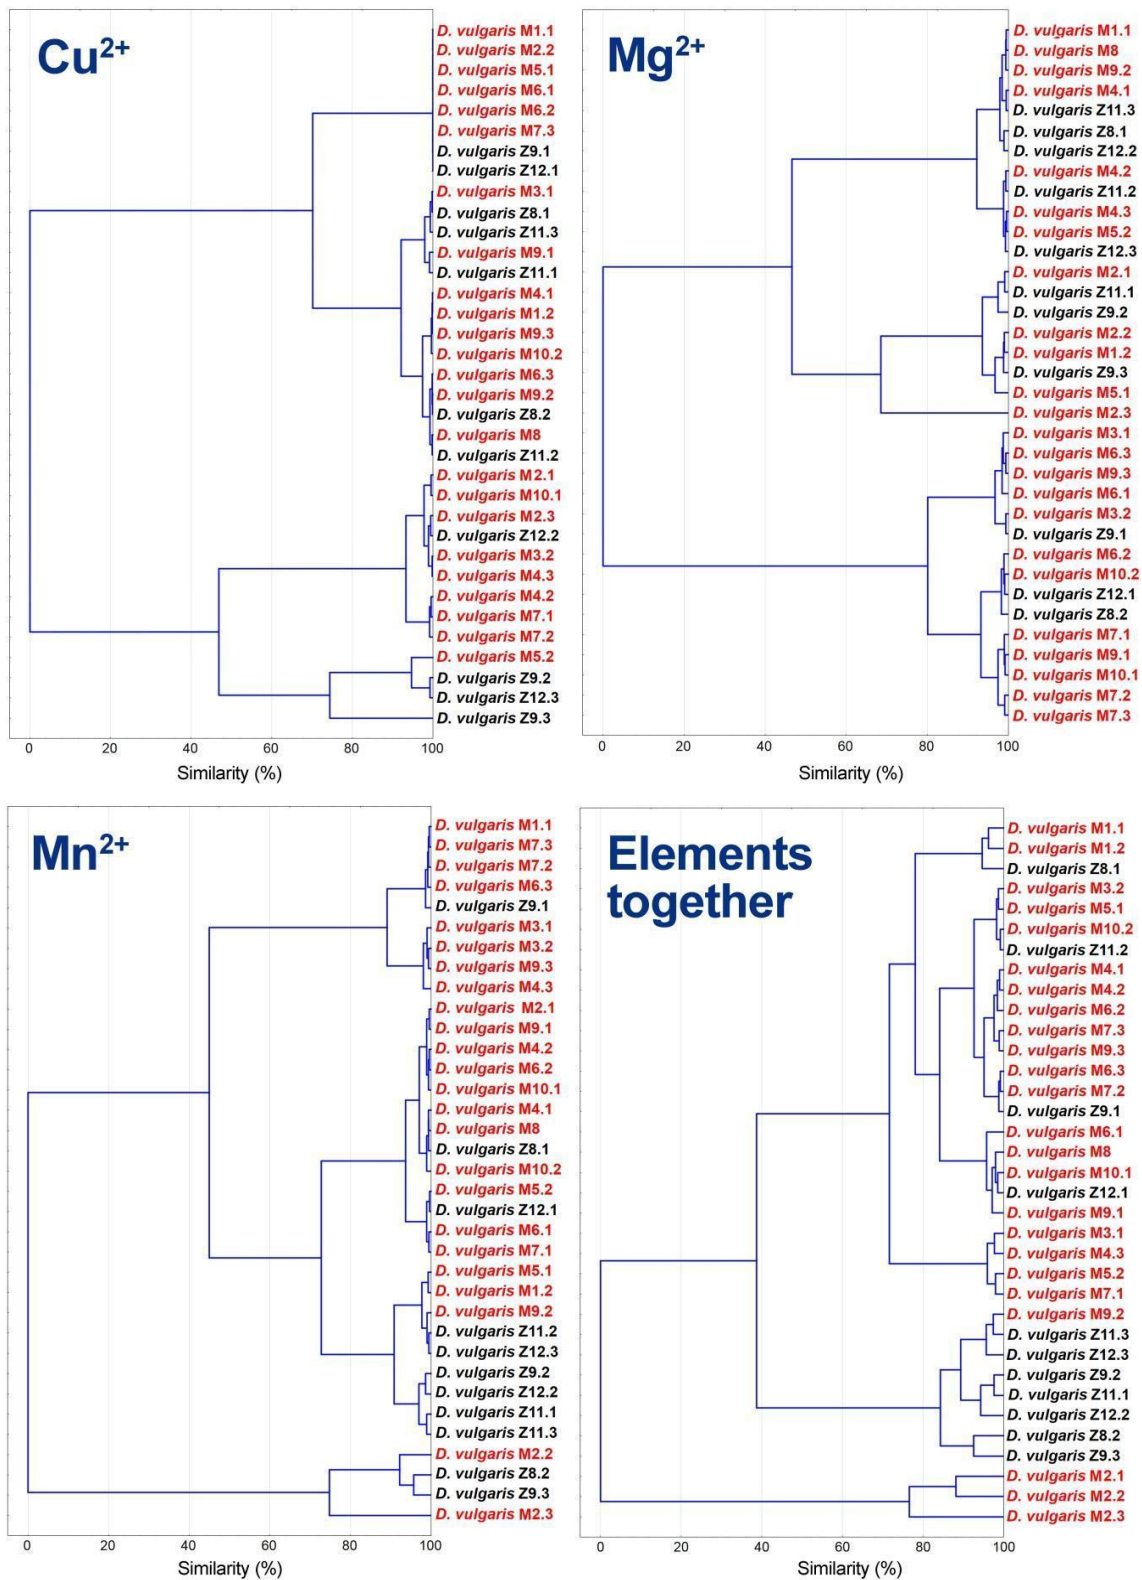 Cu²⁺
D. vulgaris M1.1
D. vulgaris M2.2
D. vulgaris M5.1
D. vulgaris M6.1
D. vulgaris M6.2
D. vulgaris M7.3
D. vulgaris Z9.1
D. vulgaris Z12.1
D. vulgaris M3.1
D. vulgaris Z8.1
D. vulgaris Z11.3
D. vulgaris M9.1
D. vulgaris Z11.1
D. vulgaris M4.1
D. vulgaris M1.2
D. vulgaris M9.3
D. vulgaris M10.2
D. vulgaris M6.3
D. vulgaris M9.2
D. vulgaris Z8.2
D. vulgaris M8
D. vulgaris Z11.2
D. vulgaris M2.1
D. vulgaris M10.1
D. vulgaris M2.3
D. vulgaris Z12.2
D. vulgaris M3.2
D. vulgaris M4.3
D. vulgaris M4.2
D. vulgaris M7.1
D. vulgaris M7.2
D. vulgaris M5.2
D. vulgaris Z9.2
D. vulgaris Z12.3
D. vulgaris Z9.3
0 20 40 60 80 100
Similarity (%)
Mg²⁺
D. vulgaris M1.1
D. vulgaris M8
D. vulgaris M9.2
D. vulgaris M4.1
D. vulgaris Z11.3
D. vulgaris Z8.1
D. vulgaris Z12.2
D. vulgaris M4.2
D. vulgaris Z11.2
D. vulgaris M4.3
D. vulgaris M5.2
D. vulgaris Z12.3
D. vulgaris M2.1
D. vulgaris Z11.1
D. vulgaris Z9.2
D. vulgaris M2.2
D. vulgaris M1.2
D. vulgaris Z9.3
D. vulgaris M5.1
D. vulgaris M2.3
D. vulgaris M3.1
D. vulgaris M6.3
D. vulgaris M9.3
D. vulgaris M6.1
D. vulgaris M3.2
D. vulgaris Z9.1
D. vulgaris M6.2
D. vulgaris M10.2
D. vulgaris Z12.1
D. vulgaris Z8.2
D. vulgaris M7.1
D. vulgaris M9.1
D. vulgaris M10.1
D. vulgaris M7.2
D. vulgaris M7.3
0 20 40 60 80 100
Similarity (%)
Mn²⁺
D. vulgaris M1.1
D. vulgaris M7.3
D. vulgaris M7.2
D. vulgaris M6.3
D. vulgaris Z9.1
D. vulgaris M3.1
D. vulgaris M3.2
D. vulgaris M9.3
D. vulgaris M4.3
D. vulgaris M2.1
D. vulgaris M9.1
D. vulgaris M4.2
D. vulgaris M6.2
D. vulgaris M10.1
D. vulgaris M4.1
D. vulgaris M8
D. vulgaris Z8.1
D. vulgaris M10.2
D. vulgaris M5.2
D. vulgaris Z12.1
D. vulgaris M6.1
D. vulgaris M7.1
D. vulgaris M5.1
D. vulgaris M1.2
D. vulgaris M9.2
D. vulgaris Z11.2
D. vulgaris Z12.3
D. vulgaris Z9.2
D. vulgaris Z12.2
D. vulgaris Z11.1
D. vulgaris Z11.3
D. vulgaris M2.2
D. vulgaris Z8.2
D. vulgaris Z9.3
D. vulgaris M2.3
0 20 40 60 80 100
Similarity (%)
Elements
together
D. vulgaris M1.1
D. vulgaris M1.2
D. vulgaris Z8.1
D. vulgaris M3.2
D. vulgaris M5.1
D. vulgaris M10.2
D. vulgaris Z11.2
D. vulgaris M4.1
D. vulgaris M4.2
D. vulgaris M6.2
D. vulgaris M7.3
D. vulgaris M9.3
D. vulgaris M6.3
D. vulgaris M7.2
D. vulgaris Z9.1
D. vulgaris M6.1
D. vulgaris M8
D. vulgaris M10.1
D. vulgaris Z12.1
D. vulgaris M9.1
D. vulgaris M3.1
D. vulgaris M4.3
D. vulgaris M5.2
D. vulgaris M7.1
D. vulgaris M9.2
D. vulgaris Z11.3
D. vulgaris Z12.3
D. vulgaris Z9.2
D. vulgaris Z11.1
D. vulgaris Z12.2
D. vulgaris Z8.2
D. vulgaris Z9.3
D. vulgaris M2.1
D. vulgaris M2.2
D. vulgaris M2.3
0 20 40 60 80 100
Similarity (%)